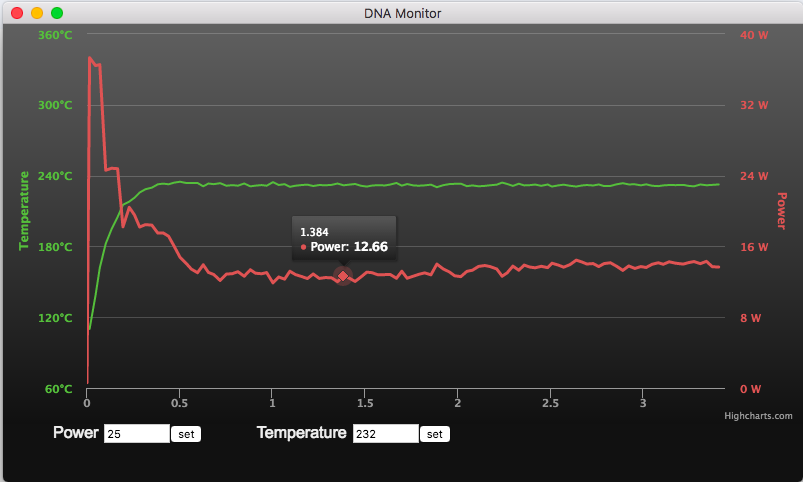 DNA Monitor
360°C
40 W
300°C
32 W
240°C
24 W
Temperature
Power
1.384
● Power: 12.66
180°C
16 W
120°C
8 W
60°C
0 W
0 0.5 1 1.5 2 2.5 3
Highcharts.com
Power 25 set Temperature 232 set